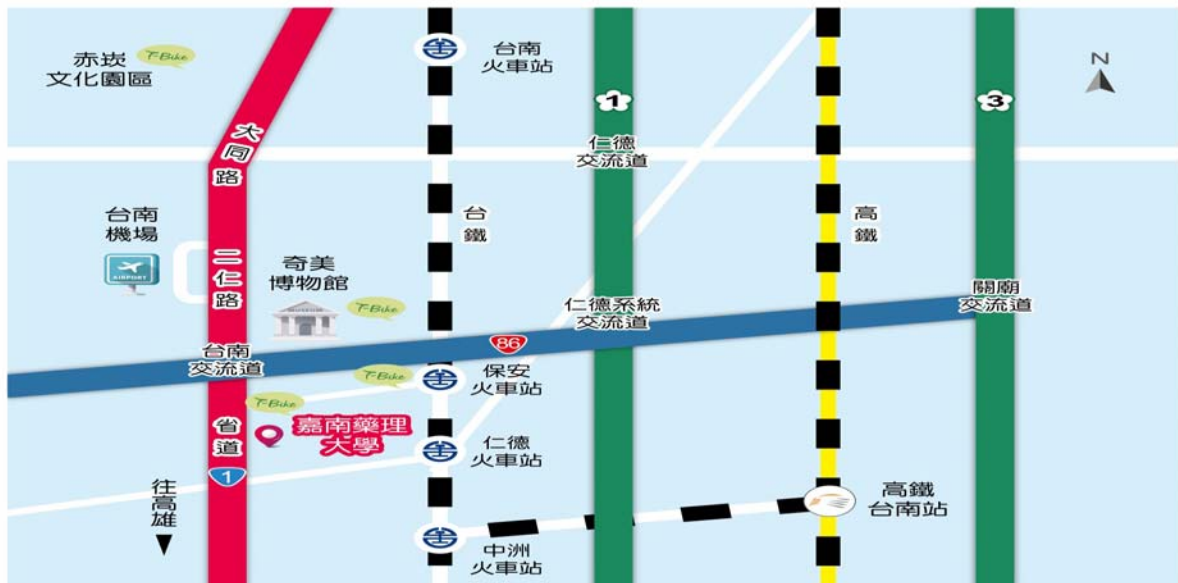 赤崁
文化園區
T-Bike
台南
火車站
N
1
3
大同路
仁德
交流道
台鐵
高鐵
台南
機場
AIRPORT
二仁路
奇美
博物館
MUSEUM
T-Bike
仁德系統
交流道
關廟
交流道
86
台南
交流道
T-Bike
保安
火車站
T-Bike
省道
嘉南藥理
大學
仁德
火車站
1
往高雄
高鐵
台南站
中洲
火車站